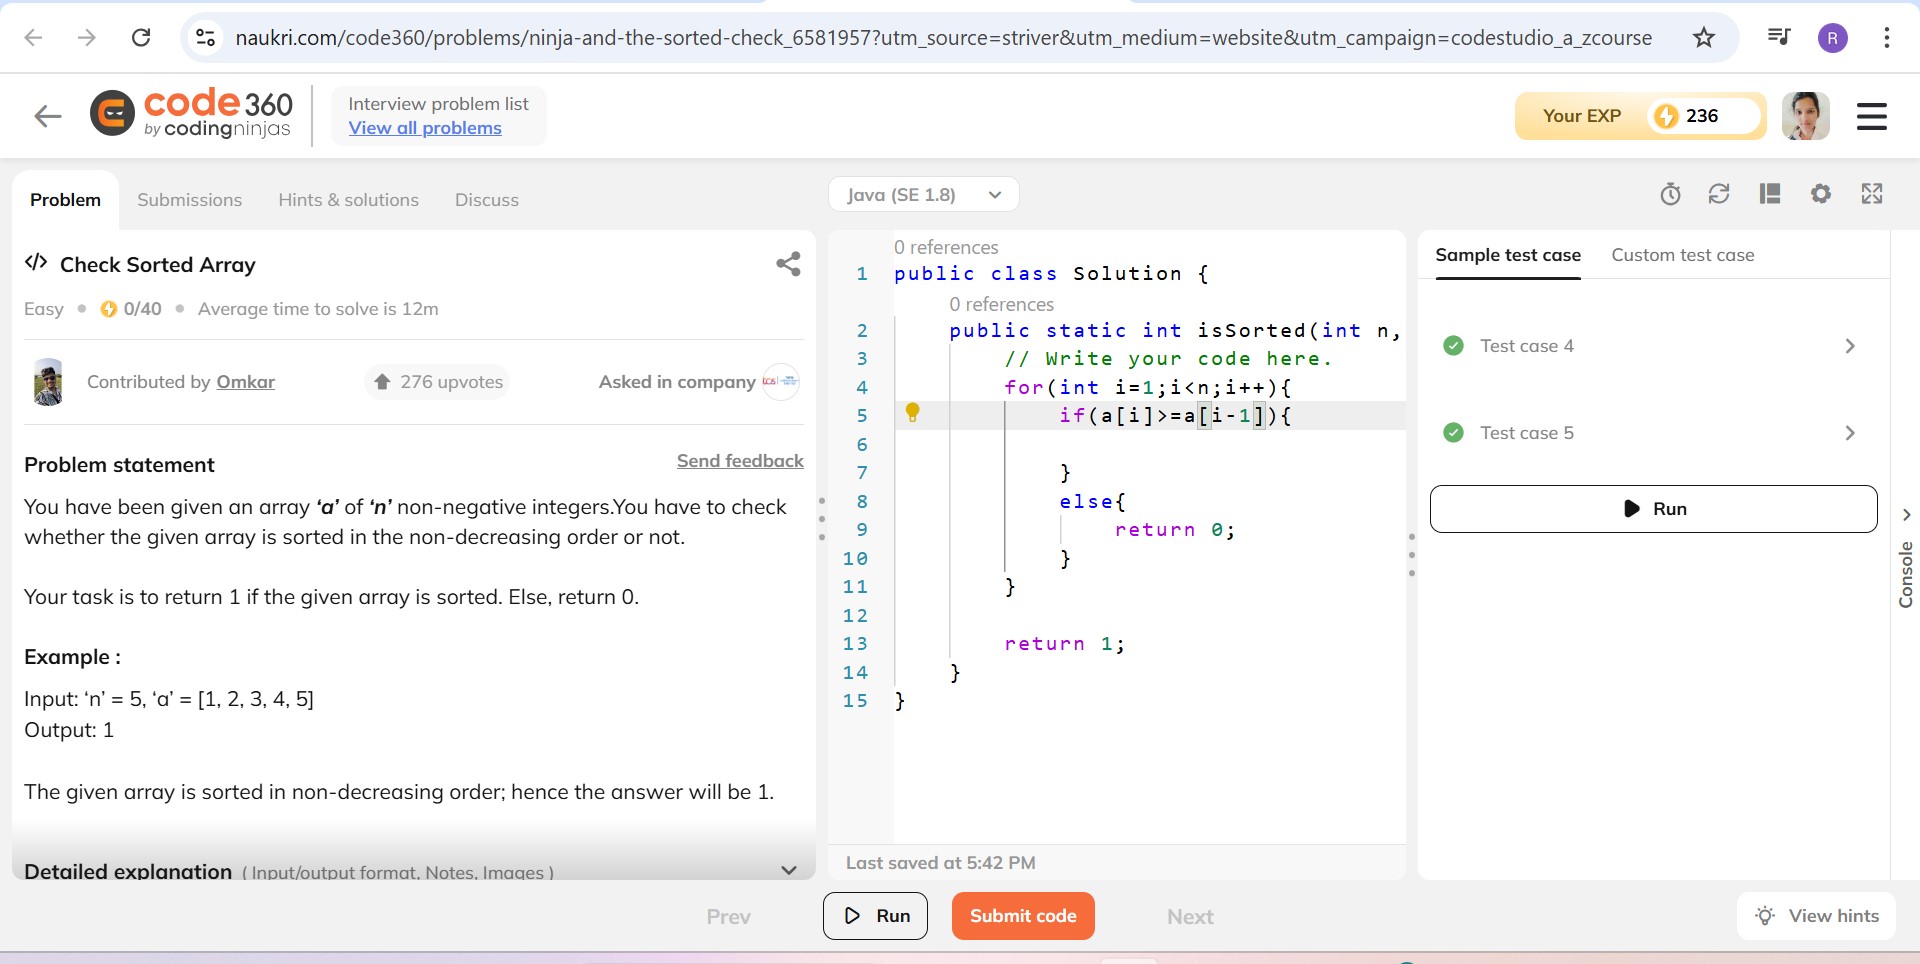 naukri.com/code360/problems/ninja-and-the-sorted-check_6581957?utm_source=striver&utm_medium=website&utm_campaign=codestudio_a_zcourse
R
code 360
by codingninjas
Interview problem list
View all problems
Your EXP
236
Problem
Submissions
Hints & solutions
Discuss
Check Sorted Array
Easy
0/40
Average time to solve is 12m
Contributed by Omkar
276 upvotes
Asked in company
Problem statement
Send feedback
You have been given an array ‘a’ of ‘n’ non-negative integers.You have to check
whether the given array is sorted in the non-decreasing order or not.
Your task is to return 1 if the given array is sorted. Else, return 0.
Example :
Input: ‘n’ = 5, ‘a’ = [1, 2, 3, 4, 5]
Output: 1
The given array is sorted in non-decreasing order; hence the answer will be 1.
Detailed explanation ( Input/output format, Notes, Images )
Java (SE 1.8)
0 references
1 public class Solution {
0 references
2 public static int isSorted(int n,
3 // Write your code here.
4 for(int i=1;i<n;i++){
5 if(a[i]>=a[i-1]){
6
7 }
8 else{
9 return 0;
10 }
11 }
12
13 return 1;
14 }
15 }
Last saved at 5:42 PM
Sample test case
Custom test case
Test case 4
Test case 5
Run
Console
Prev
Run
Submit code
Next
View hints